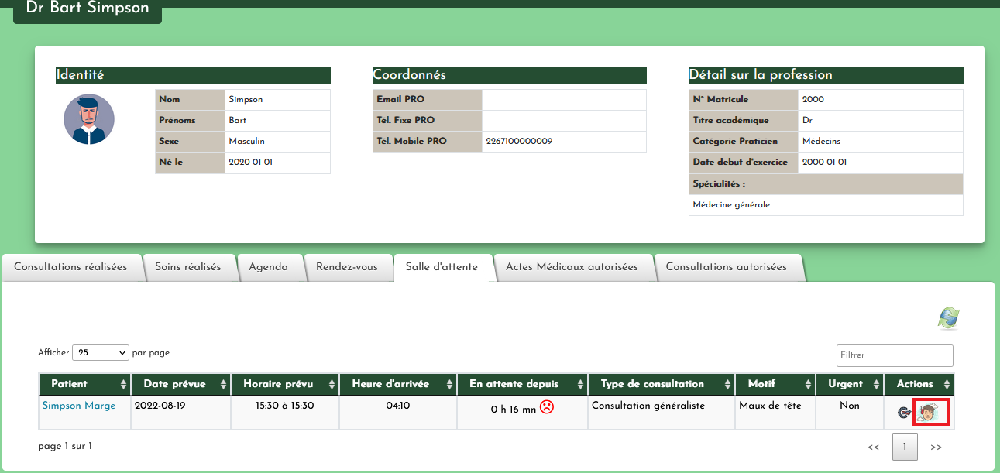 Dr Bart Simpson
Identité
Nom Simpson
Prénoms Bart
Sexe Masculin
Né le 2020-01-01
Coordonnés
Email PRO
Tél. Fixe PRO
Tél. Mobile PRO 2267100000009
Détail sur la profession
N° Matricule 2000
Titre académique Dr
Catégorie Praticien Médecins
Date debut d'exercice 2000-01-01
Spécialités :
Médecine générale
Consultations réalisées Soins réalisés Agenda Rendez-vous Salle d'attente Actes Médicaux autorisées Consultations autorisées
Afficher 25 par page Filtrer
Patient Date prévue Horaire prévu Heure d'arrivée En attente depuis Type de consultation Motif Urgent Actions
Simpson Marge 2022-08-19 15:30 à 15:30 04:10 0 h 16 mn Consultation généraliste Maux de tête Non
page 1 sur 1 << 1 >>